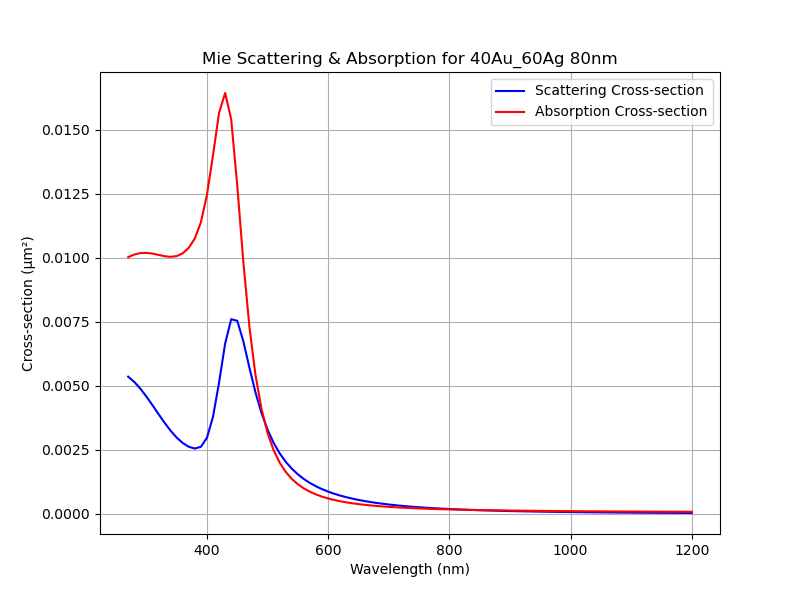 Mie Scattering & Absorption for 40Au_60Ag 80nm
Scattering Cross-section
Absorption Cross-section
Cross-section (μm²)
0.0150
0.0125
0.0100
0.0075
0.0050
0.0025
0.0000
400 600 800 1000 1200
Wavelength (nm)